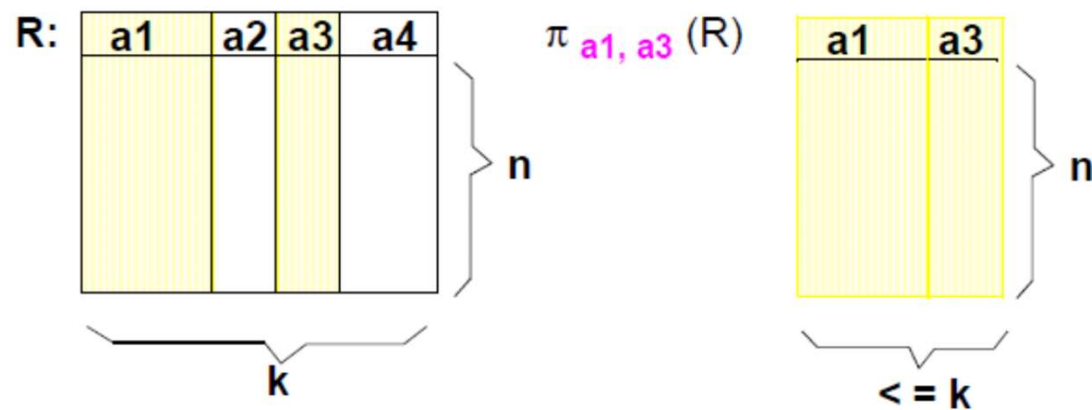 R: a1 a2 a3 a4 π a1, a3 (R) a1 a3
n n
k < = k